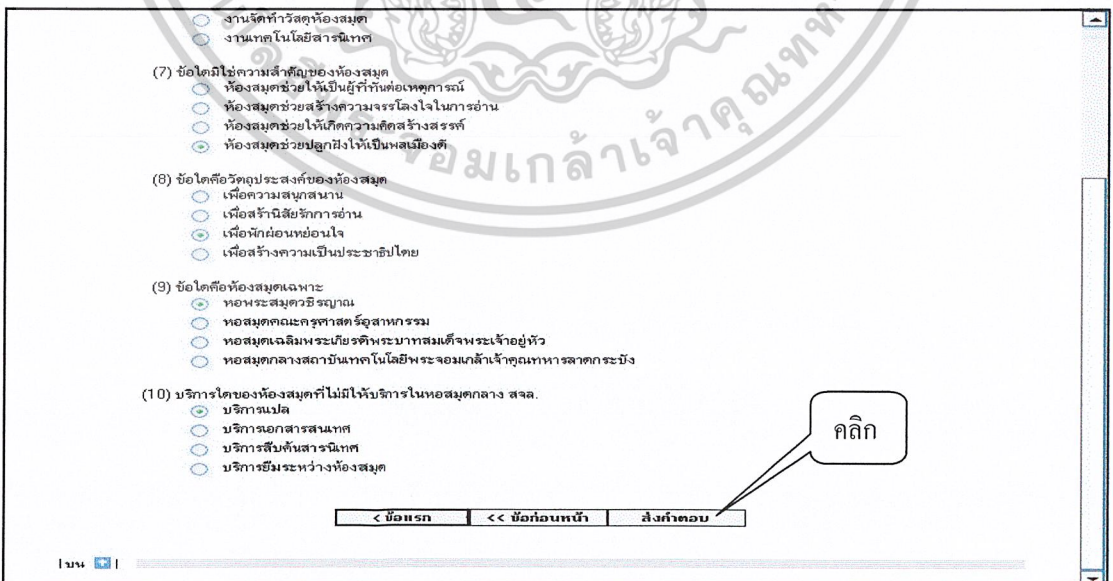 งานจัดทำวัสดุห้องสมุด
งานเทคโนโลยีสารนิเทศ
(7) ข้อใดมิใช่ความสำคัญของห้องสมุด
ห้องสมุดช่วยให้เป็นผู้ที่ทันต่อเหตุการณ์
ห้องสมุดช่วยสร้างความจรรโลงใจในการอ่าน
ห้องสมุดช่วยให้เกิดความคิดสร้างสรรค์
ห้องสมุดช่วยปลูกฝังให้เป็นพลเมืองดี
(8) ข้อใดคือวัตถุประสงค์ของห้องสมุด
เพื่อความสนุกสนาน
เพื่อสร้านิสัยรักการอ่าน
เพื่อพักผ่อนหย่อนใจ
เพื่อสร้างความเป็นประชาธิปไตย
(9) ข้อใดคือห้องสมุดเฉพาะ
หอพระสมุดวชิรญาณ
หอสมุดคณะครุศาสตร์อุสาหกรรม
หอสมุดเฉลิมพระเกียรติพระบาทสมเด็จพระเจ้าอยู่หัว
หอสมุดกลางสถาบันเทคโนโลยีพระจอมเกล้าเจ้าคุณทหารลาดกระบัง
(10) บริการใดของห้องสมุดที่ไม่มีให้บริการในหอสมุดกลาง สจล.
บริการแปล
บริการเอกสารสนเทศ
บริการสืบค้นสารนิเทศ
บริการยืมระหว่างห้องสมุด
คลิก
< ข้อแรก << ข้อก่อนหน้า ส่งคำตอบ
| บน |
พระจอมเกล้าเจ้าคุณทห